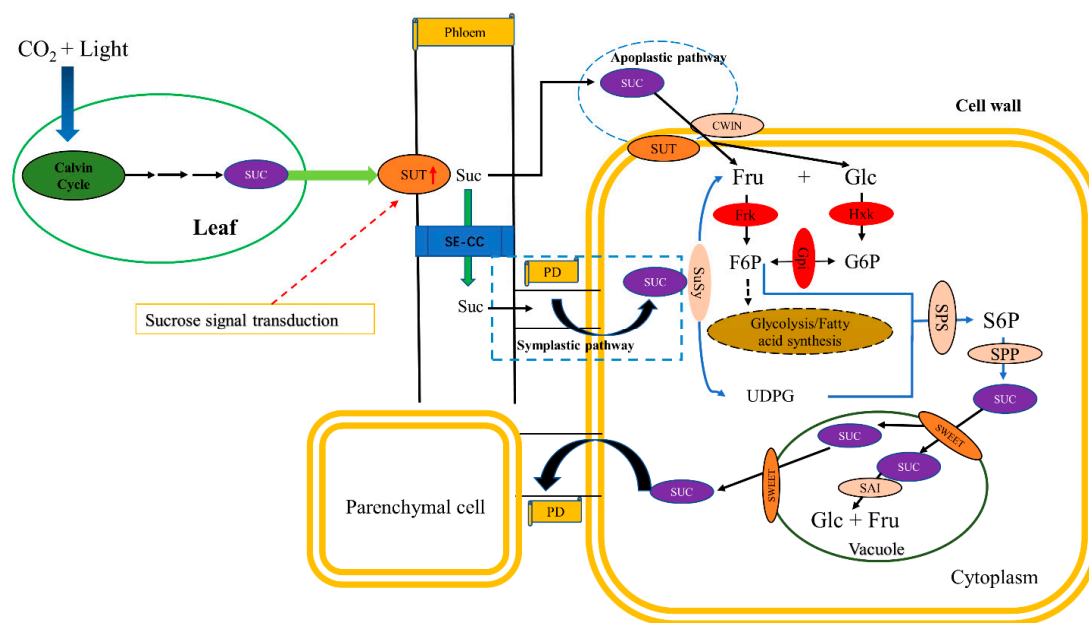 Phloem
CO2 + Light
Apoplastic pathway
SUC
Cell wall
CWIN
SUT
Calvin
Cycle
SUC
SUT
Suc
Fru + Glc
Leaf
Frk
Hxk
SE-CC
Gpi
F6P
G6P
PD
SUC
SuSy
Suc
Sucrose signal transduction
Glycolysis/Fatty
acid synthesis
SPS
S6P
Symplastic pathway
SPP
UDPG
SUC
SUC
SWEET
SUC
SWEET
SAI
SUC
Parenchymal cell
PD
Glc + Fru
Vacuole
Cytoplasm